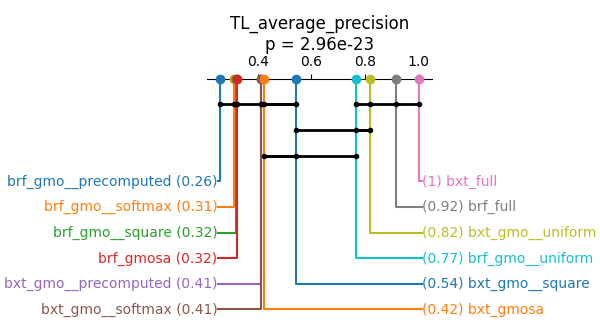 TL_average_precision
p = 2.96e-23
0.4 0.6 0.8 1.0
brf_gmo__precomputed (0.26) (1) bxt_full
brf_gmo__softmax (0.31) (0.92) brf_full
brf_gmo__square (0.32) (0.82) bxt_gmo__uniform
brf_gmosa (0.32) (0.77) brf_gmo__uniform
bxt_gmo__precomputed (0.41) (0.54) bxt_gmo__square
bxt_gmo__softmax (0.41) (0.42) bxt_gmosa